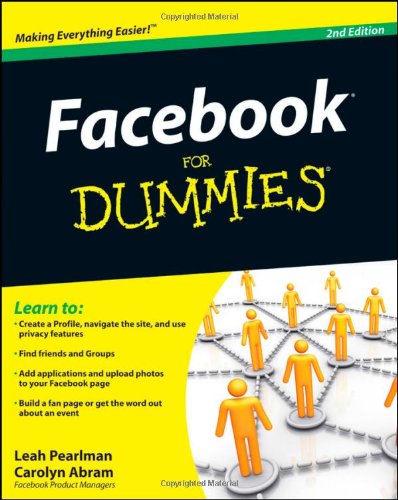 Copyrighted Material
Making Everything Easier!™
2nd Edition
Facebook®
FOR
DUMMIES®
Learn to:
• Create a Profile, navigate the site, and use
privacy features
• Find friends and Groups
• Add applications and upload photos
to your Facebook page
• Build a fan page or get the word out
about an event
Leah Pearlman
Carolyn Abram
Facebook Product Managers
Copyrighted Material